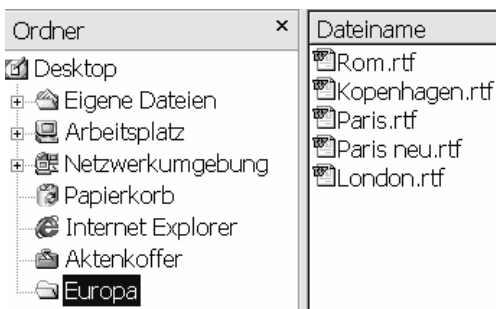 Ordner ×
Desktop
Eigene Dateien
Arbeitsplatz
Netzwerkumgebung
Papierkorb
Internet Explorer
Aktenkoffer
Europa
Dateiname
Rom.rtf
Kopenhagen.rtf
Paris.rtf
Paris neu.rtf
London.rtf